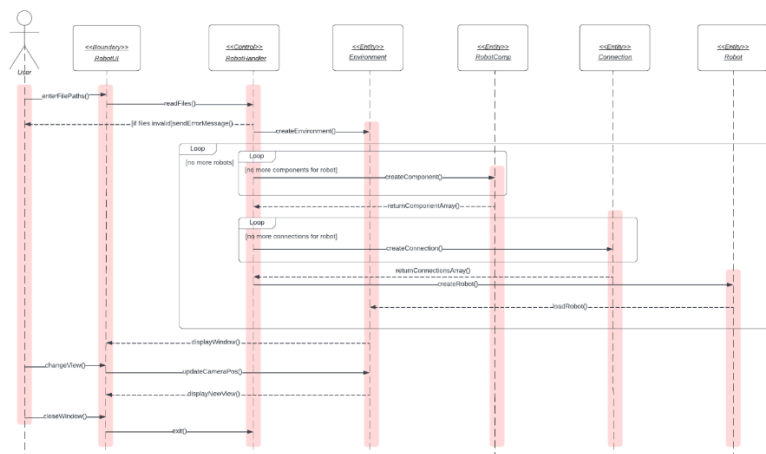 <<Boundery>>
RobotUI
<<Control>>
RobotHandler
<<Entity>>
Environment
<<Entity>>
RobotComp
<<Entity>>
Connection
<<Entity>>
Robot
User
enterFilePaths()
readFiles()
[if files invalid]sendErrorMessage()
createEnvironment()
Loop
[no more robots]
Loop
[no more components for robot]
createComponent()
returnComponentArray()
Loop
[no more connections for robot]
createConnection()
returnConnectionsArray()
createRobot()
loadRobot()
displayWindow()
changeView()
updateCameraPos()
displayNewView()
closeWindow()
exit()